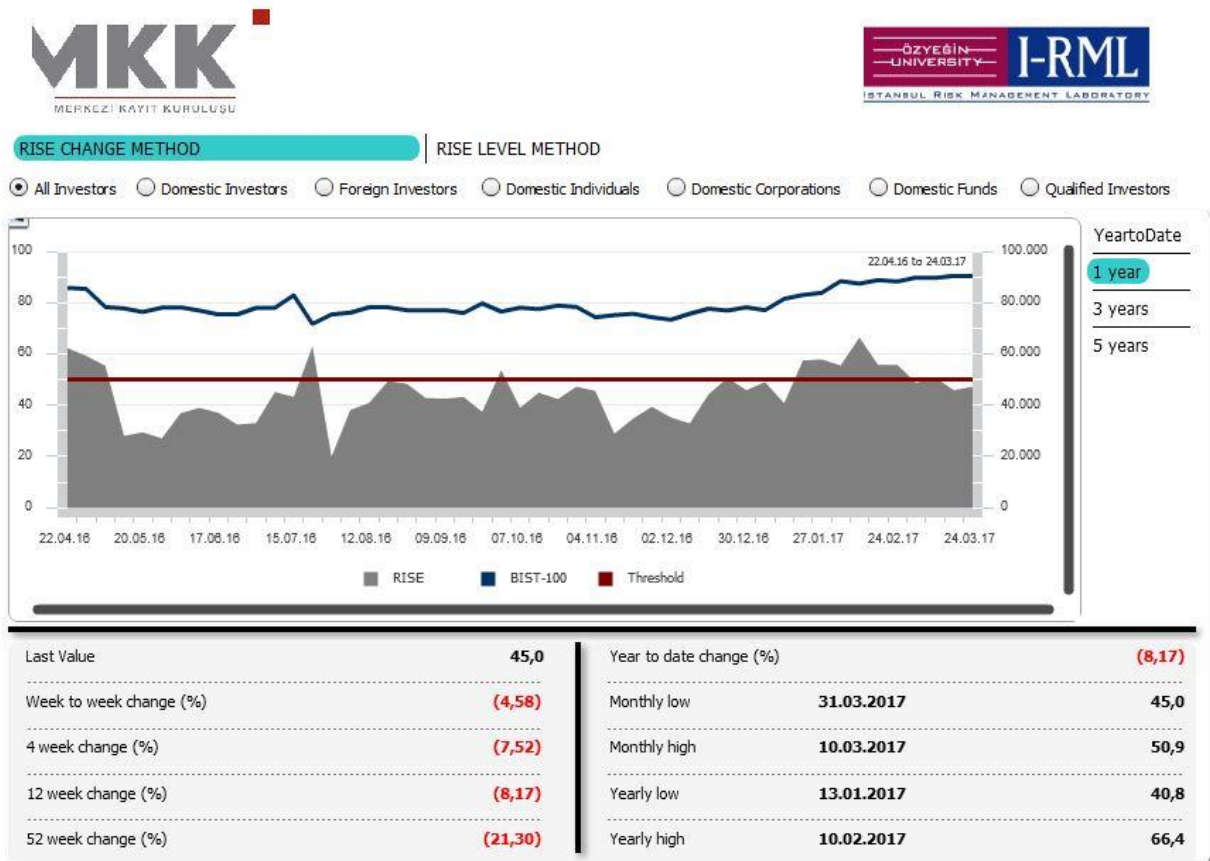 MKK
MERKEZİ KAYIT KURULUŞU
ÖZYEĞİN
UNIVERSITY
I-RML
ISTANBUL RISK MANAGEMENT LABORATORY
RISE CHANGE METHOD RISE LEVEL METHOD
All Investors Domestic Investors Foreign Investors Domestic Individuals Domestic Corporations Domestic Funds Qualified Investors
YeartoDate
1 year
3 years
5 years
22.04.16 to 24.03.17
100 100.000
80 80.000
60 60.000
40 40.000
20 20.000
0 0
22.04.16 20.05.16 17.06.16 15.07.16 12.08.16 09.09.16 07.10.16 04.11.16 02.12.16 30.12.16 27.01.17 24.02.17 24.03.17
RISE BIST-100 Threshold
Last Value 45,0 Year to date change (%) (8,17)
Week to week change (%) (4,58) Monthly low 31.03.2017 45,0
4 week change (%) (7,52) Monthly high 10.03.2017 50,9
12 week change (%) (8,17) Yearly low 13.01.2017 40,8
52 week change (%) (21,30) Yearly high 10.02.2017 66,4